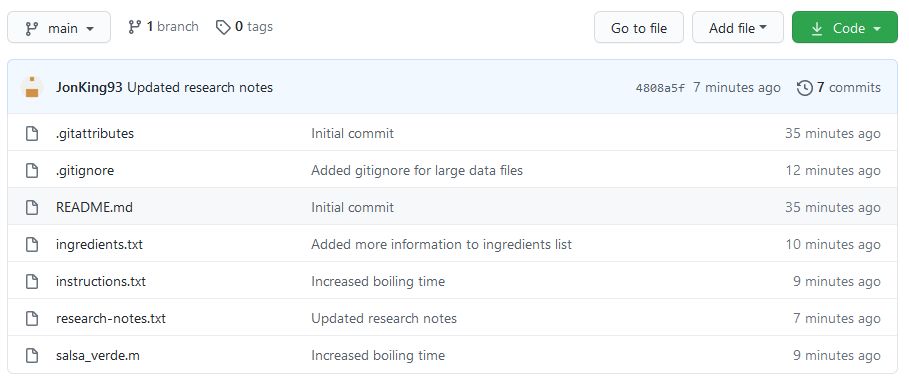 main 1 branch 0 tags Go to file Add file Code
JonKing93 Updated research notes 4808a5f 7 minutes ago 7 commits
.gitattributes Initial commit 35 minutes ago
.gitignore Added gitignore for large data files 12 minutes ago
README.md Initial commit 35 minutes ago
ingredients.txt Added more information to ingredients list 10 minutes ago
instructions.txt Increased boiling time 9 minutes ago
research-notes.txt Updated research notes 7 minutes ago
salsa_verde.m Increased boiling time 9 minutes ago